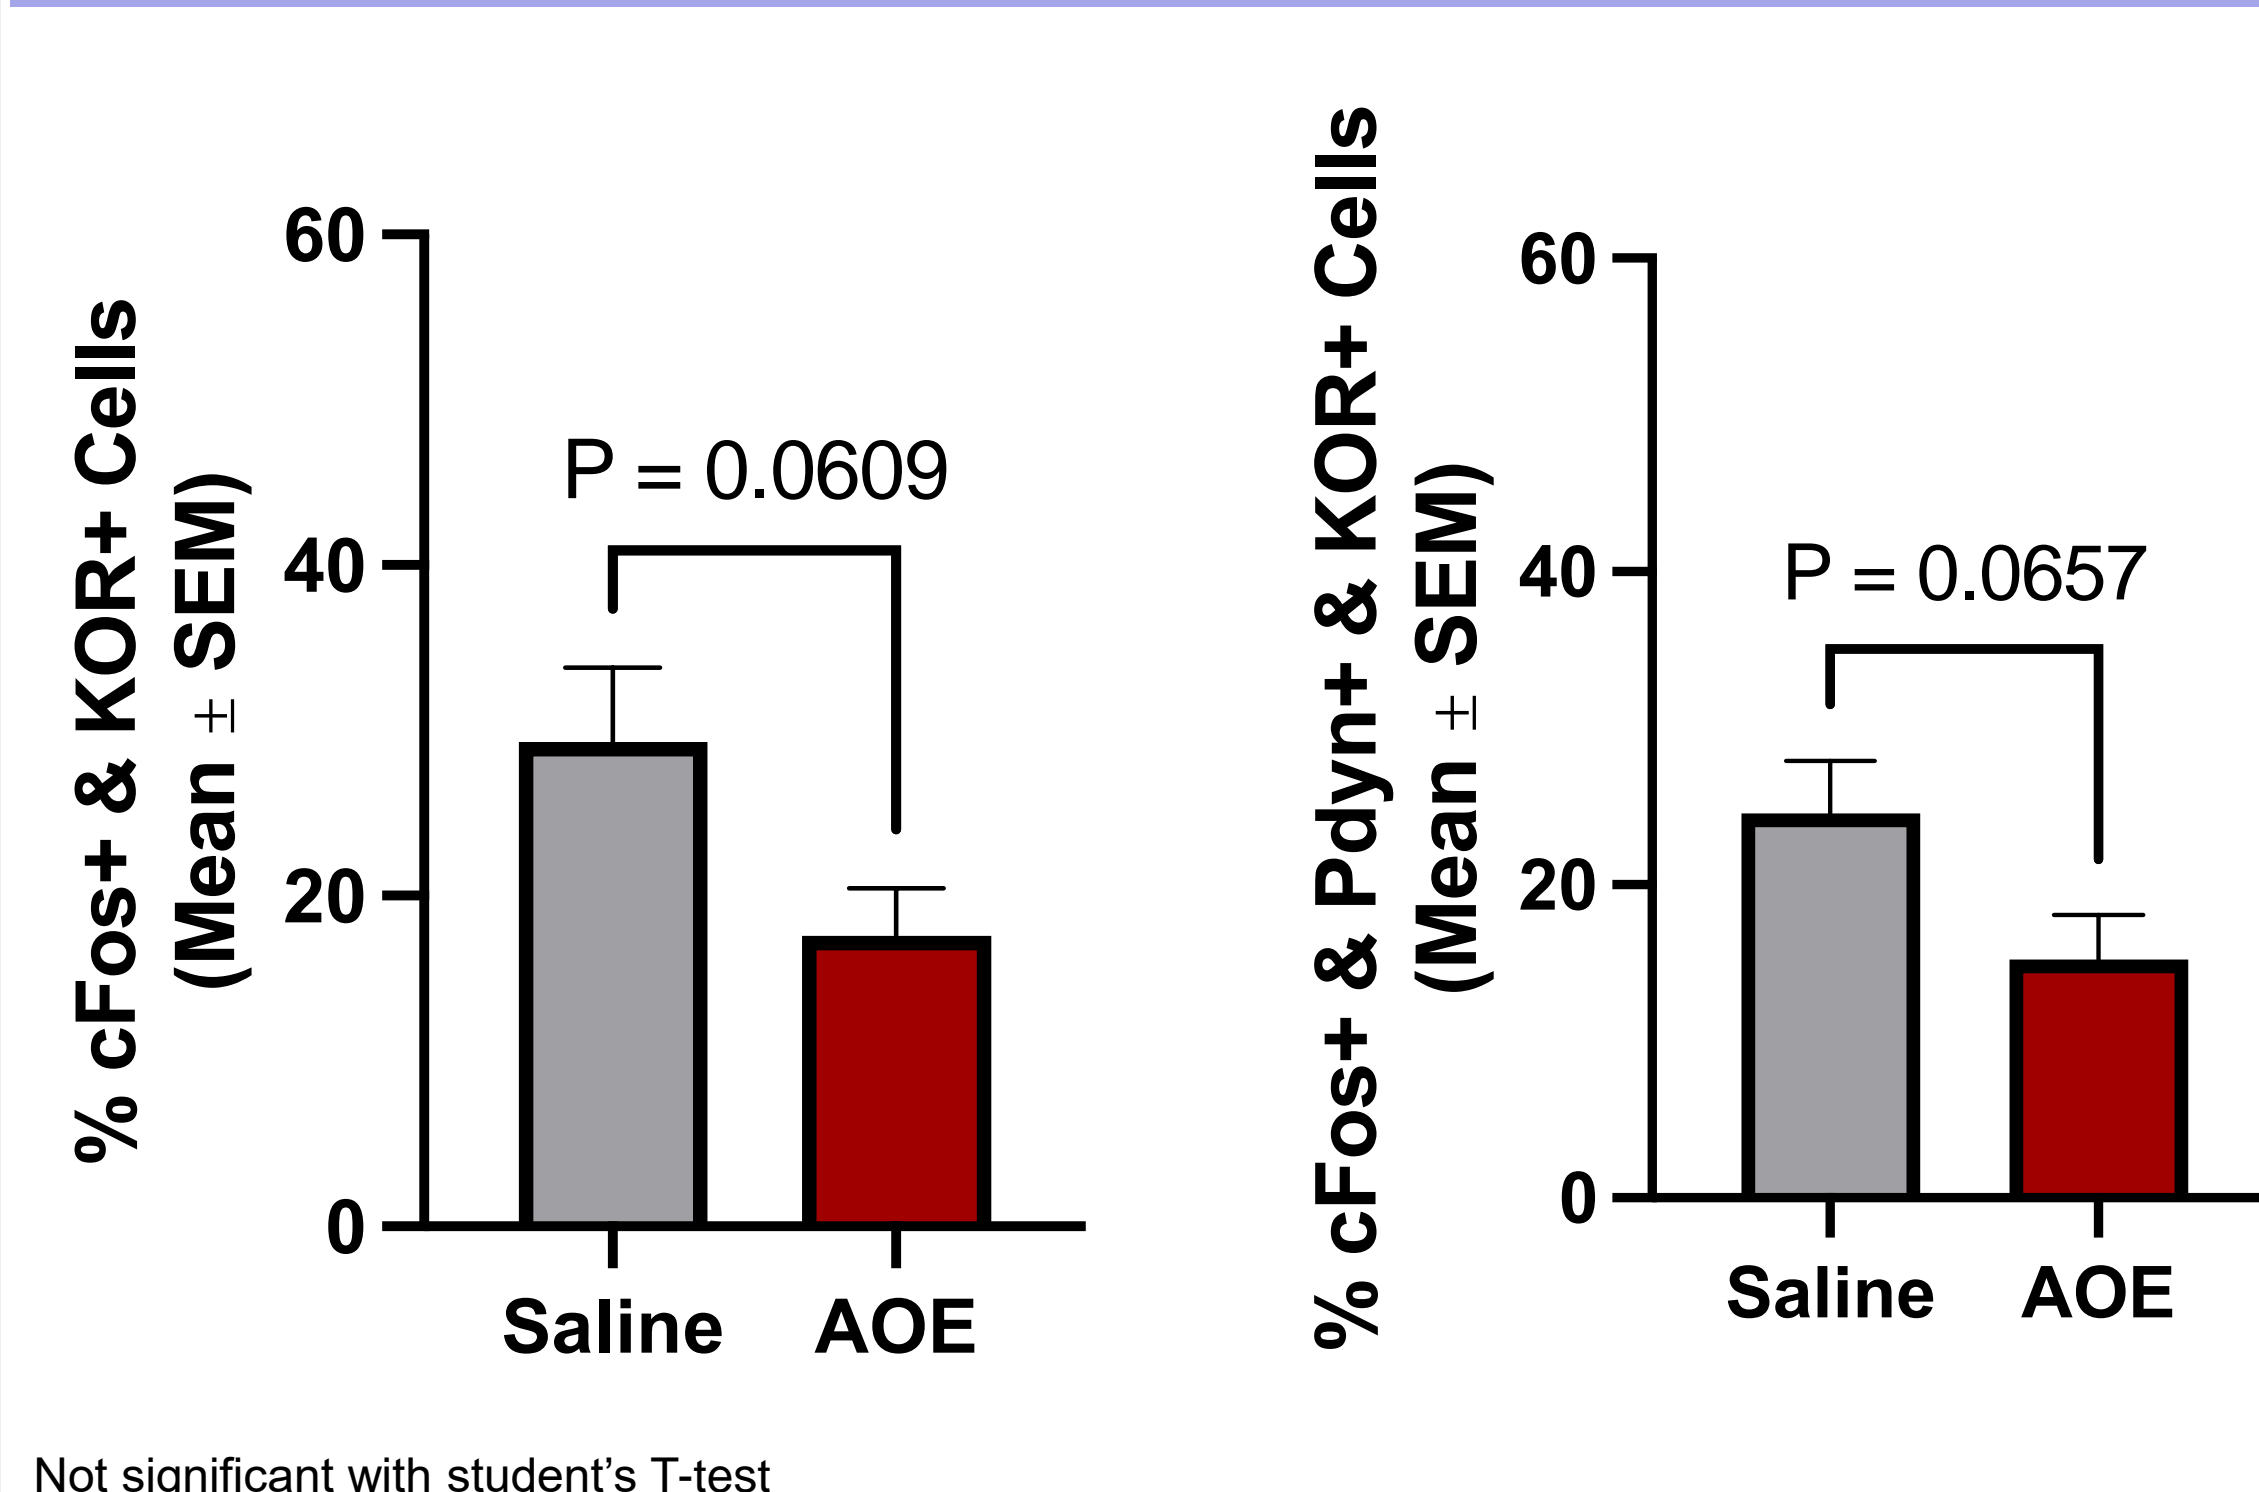 % cFos+ & KOR+ Cells
(Mean ± SEM)
60
40
20
0
P = 0.0609
Saline
AOE
% cFos+ & Pdyn+ & KOR+ Cells
(Mean ± SEM)
60
40
20
0
P = 0.0657
Saline
AOE
Not significant with student’s T-test